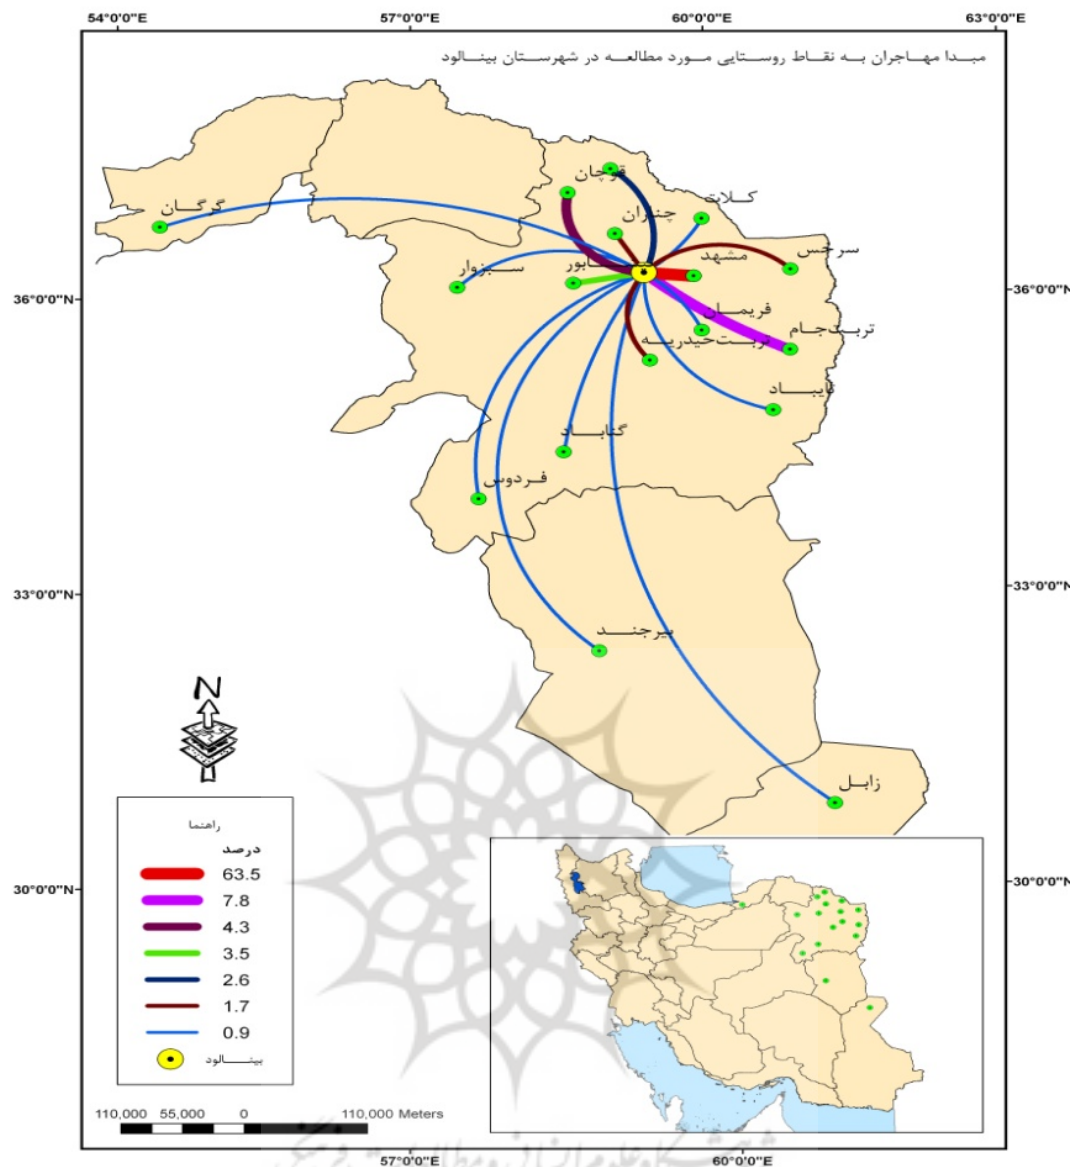 54°0'0"E 57°0'0"E 60°0'0"E 63°0'0"E
مبدا مهاجران به نقاط روستایی مورد مطالعه در شهرستان بینالود
قوچان
کلات
گرگان
چناران
سرخس
مشهد
سبزوار
ـابور
36°0'0"N 36°0'0"N
فریمان
تربت‌جام
تربت‌حیدریه
تایباد
گناباد
فردوس
33°0'0"N 33°0'0"N
بیرجند
N
زابل
راهنما
درصد
63.5
7.8
4.3
3.5
2.6
1.7
0.9
بینالود
30°0'0"N 30°0'0"N
110,000 55,000 0 110,000 Meters
57°0'0"E 60°0'0"E